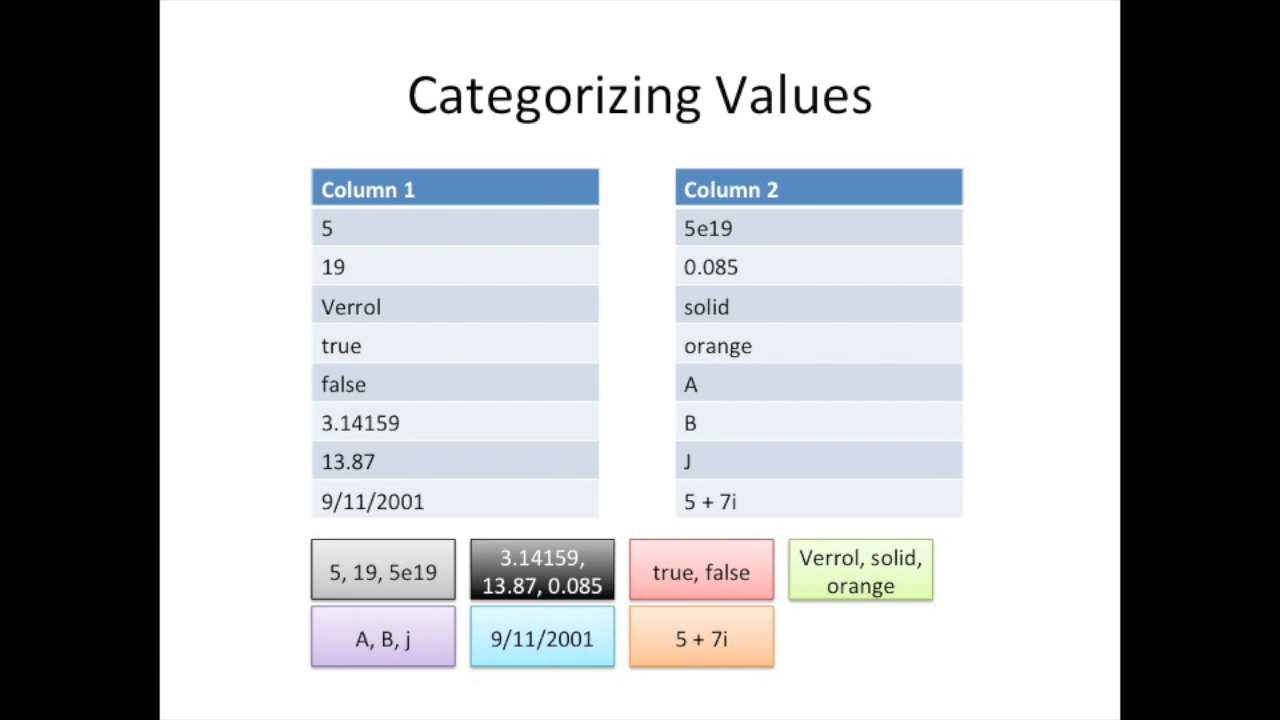 Categorizing Values
Column 1
5
19
Verrol
true
false
3.14159
13.87
9/11/2001
Column 2
5e19
0.085
solid
orange
A
B
J
5 + 7i
5, 19, 5e19
3.14159,
13.87, 0.085
true, false
Verrol, solid,
orange
A, B, j
9/11/2001
5 + 7i